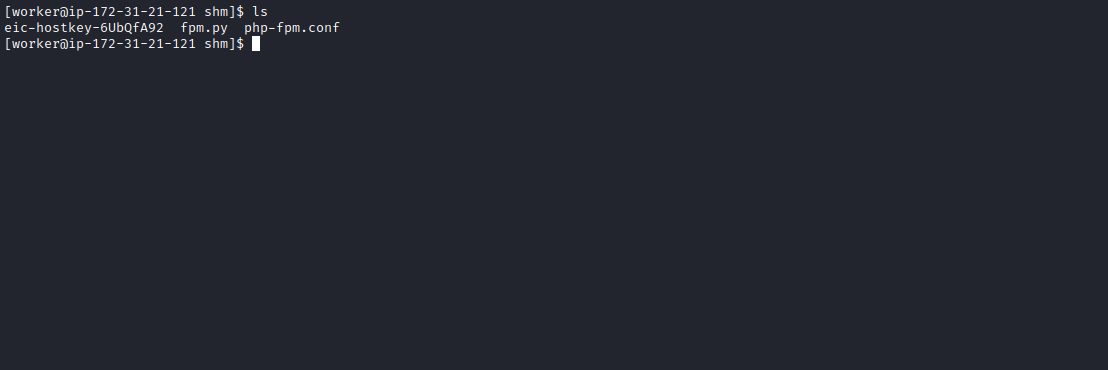 [worker@ip-172-31-21-121 shm]$ ls
eic-hostkey-6UbQfA92  fpm.py  php-fpm.conf
[worker@ip-172-31-21-121 shm]$